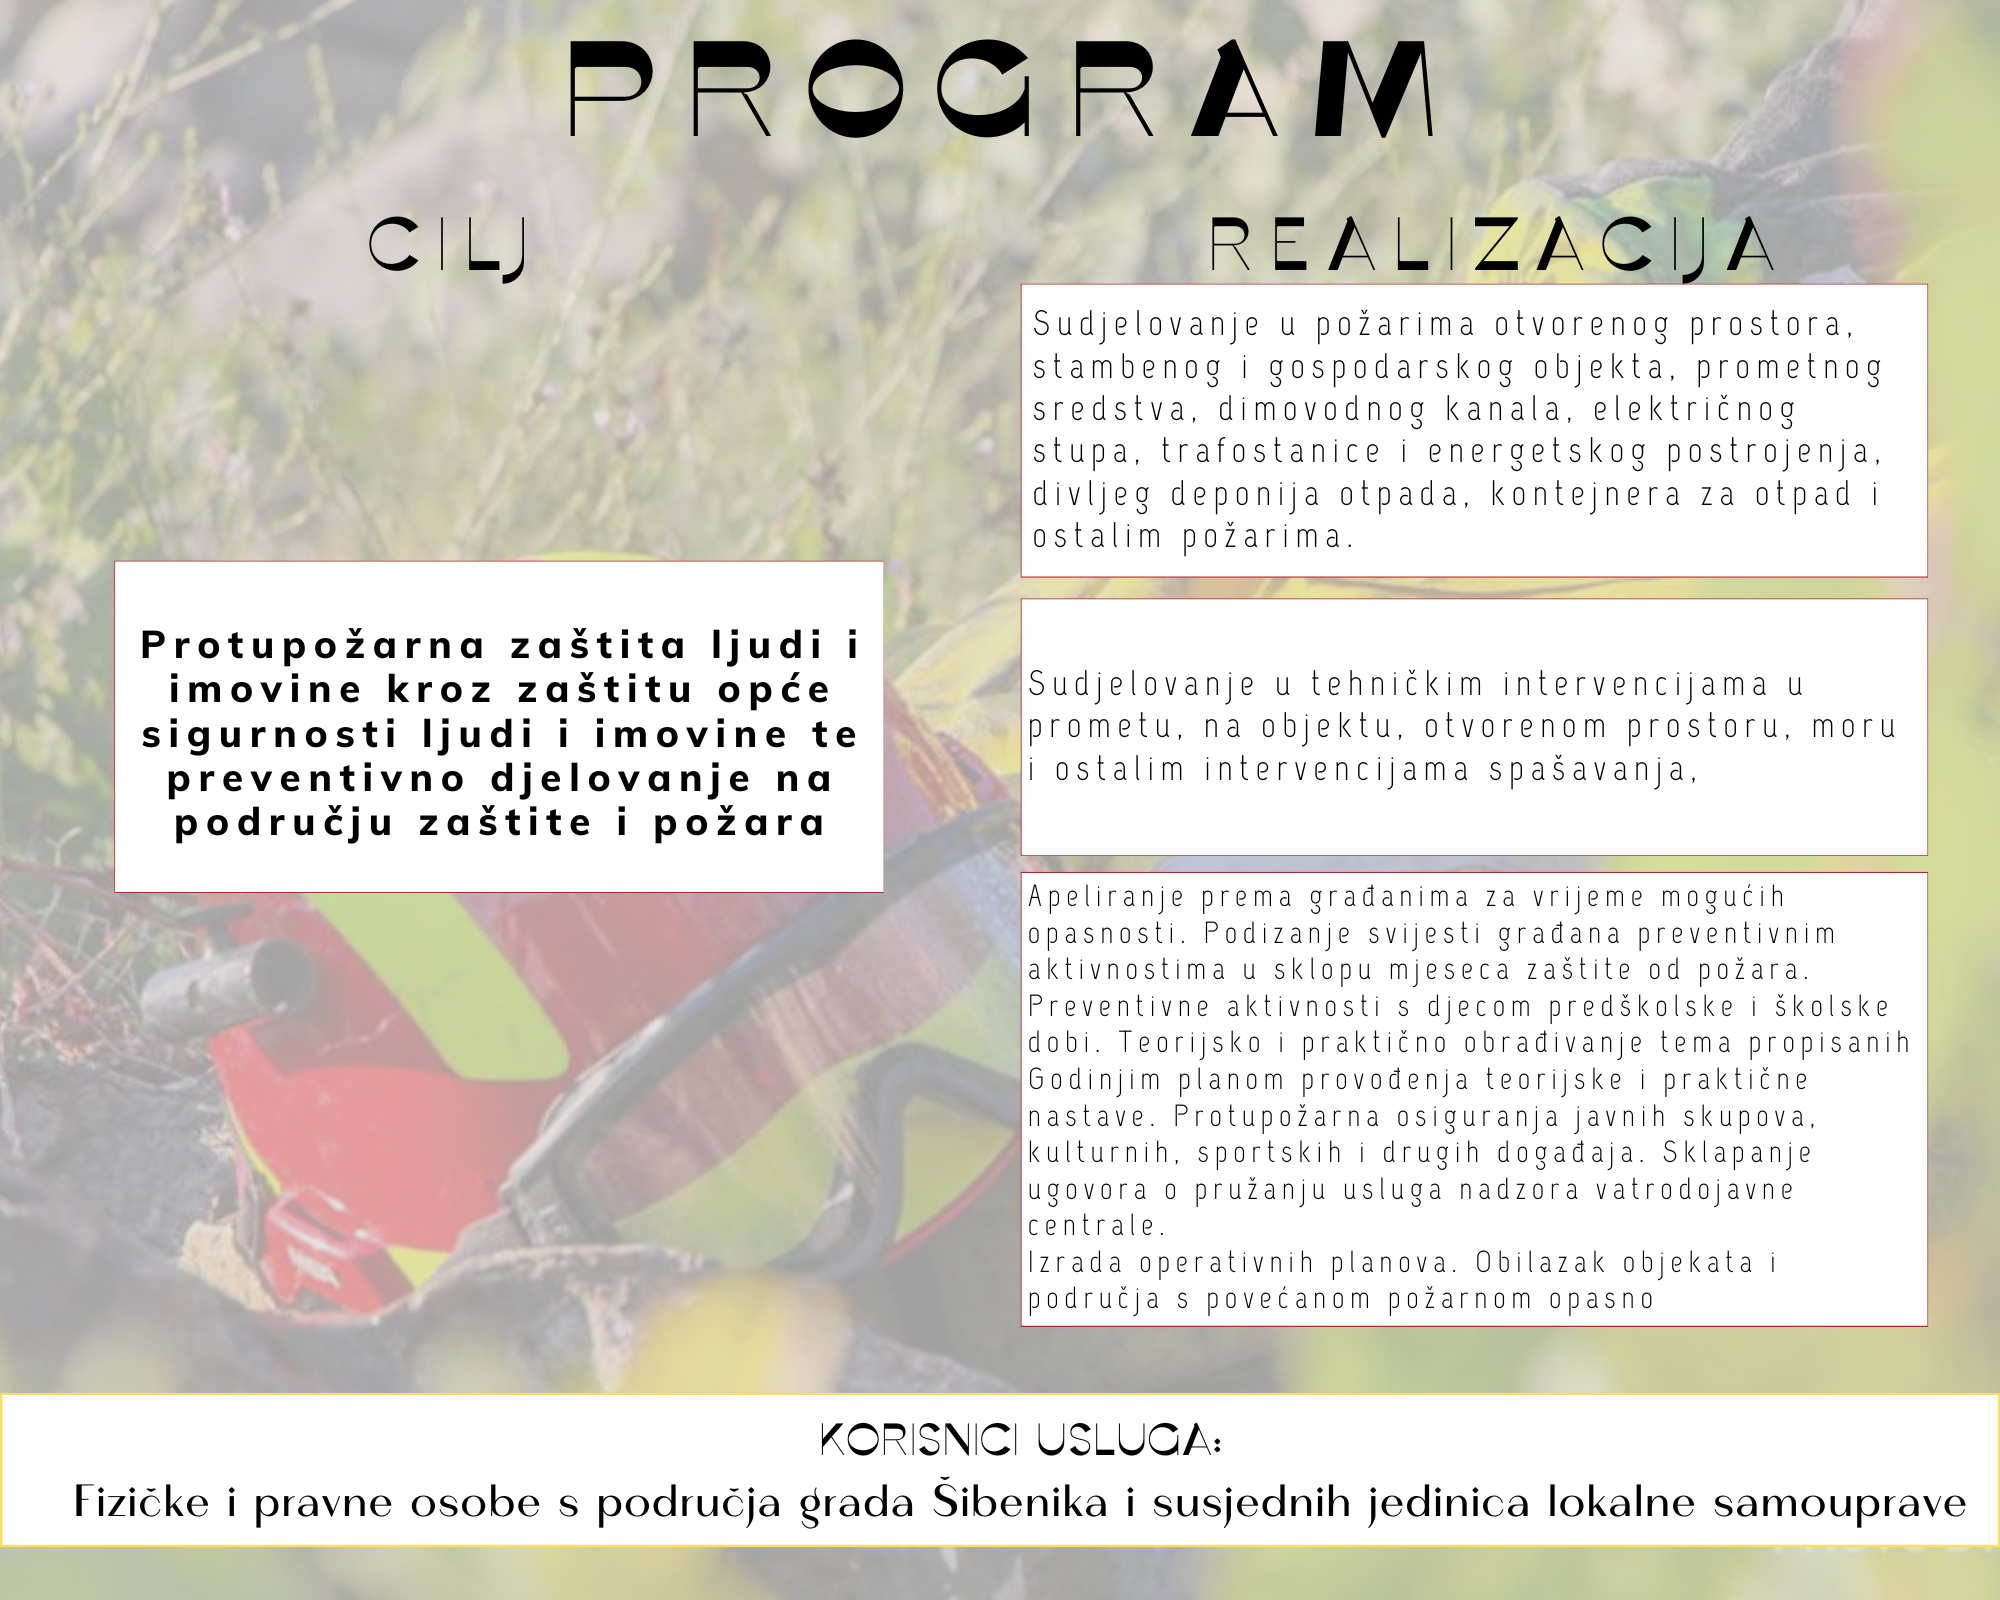 PROGRAM
CILJ
Protupožarna zaštita ljudi i
imovine kroz zaštitu opće
sigurnosti ljudi i imovine te
preventivno djelovanje na
području zaštite i požara
REALIZACIJA
Sudjelovanje u požarima otvorenog prostora,
stambenog i gospodarskog objekta, prometnog
sredstva, dimovodnog kanala, električnog
stupa, trafostanice i energetskog postrojenja,
divljeg deponija otpada, kontejnera za otpad i
ostalim požarima.
Sudjelovanje u tehničkim intervencijama u
prometu, na objektu, otvorenom prostoru, moru
i ostalim intervencijama spašavanja,
Apeliranje prema građanima za vrijeme mogućih
opasnosti. Podizanje svijesti građana preventivnim
aktivnostima u sklopu mjeseca zaštite od požara.
Preventivne aktivnosti s djecom predškolske i školske
dobi. Teorijsko i praktično obrađivanje tema propisanih
Godinjim planom provođenja teorijske i praktične
nastave. Protupožarna osiguranja javnih skupova,
kulturnih, sportskih i drugih događaja. Sklapanje
ugovora o pružanju usluga nadzora vatrodojavne
centrale.
Izrada operativnih planova. Obilazak objekata i
područja s povećanom požarnom opasno
KORISNICI USLUGA:
Fizičke i pravne osobe s područja grada Šibenika i susjednih jedinica lokalne samouprave